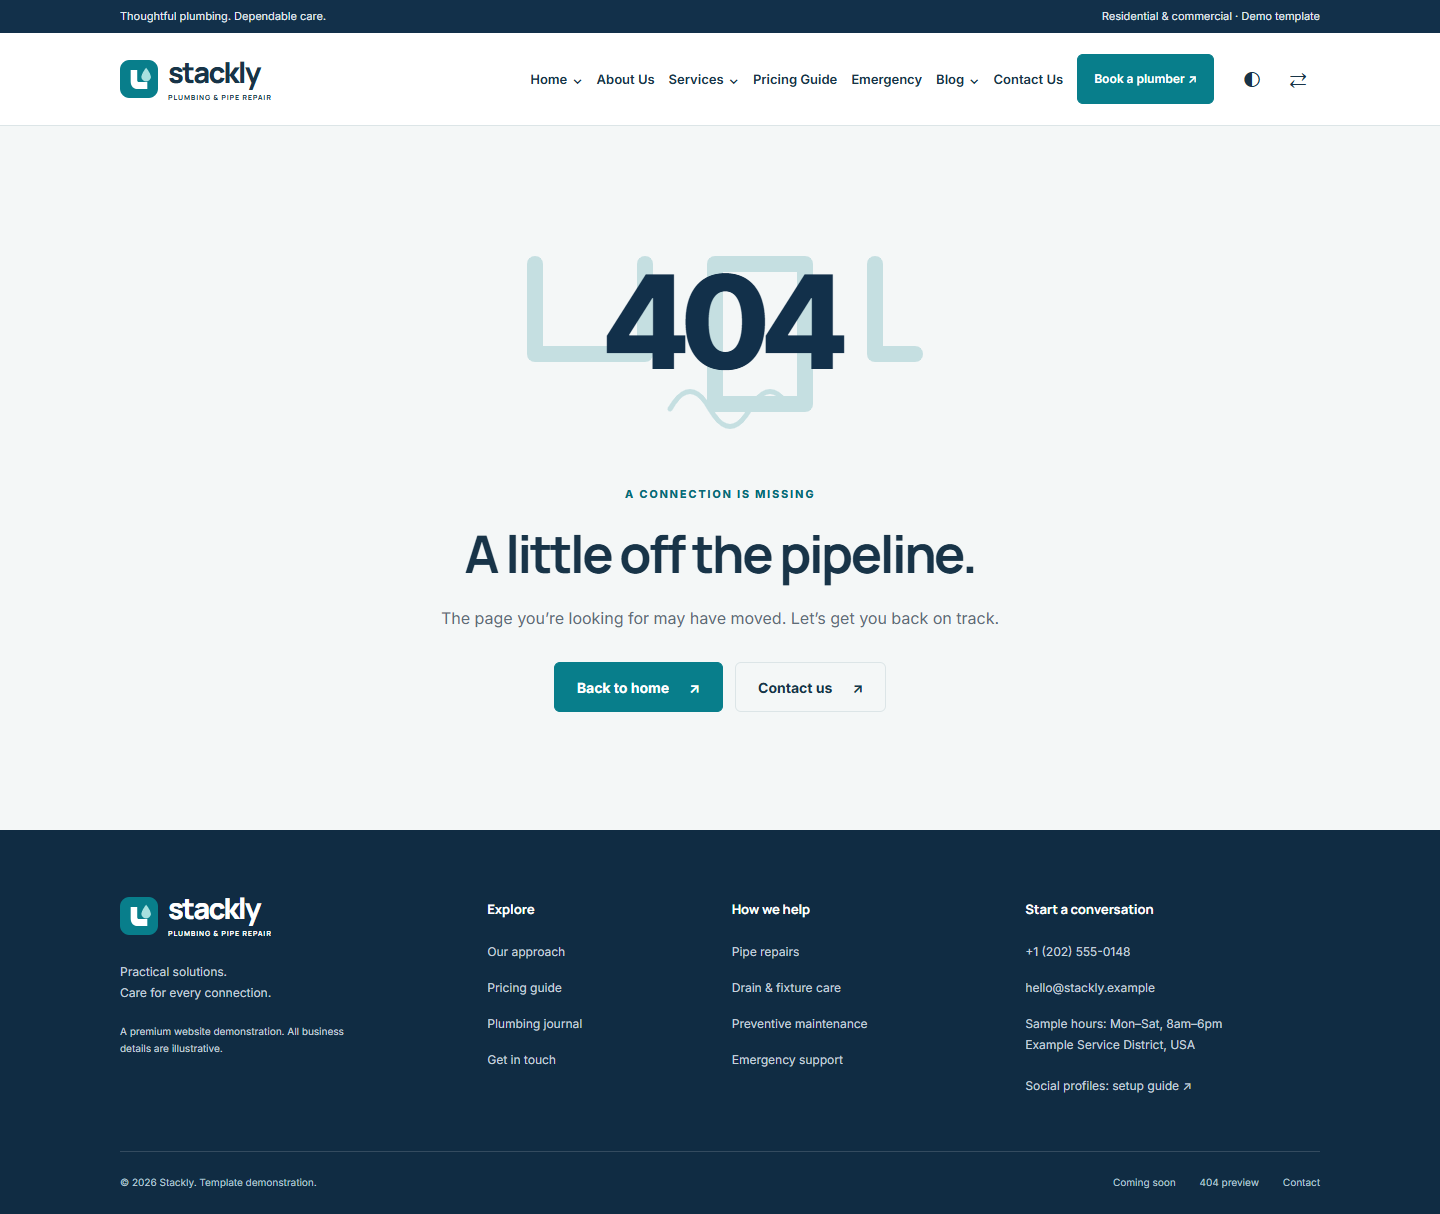 Thoughtful plumbing. Dependable care.
Residential & commercial · Demo template
stackly
PLUMBING & PIPE REPAIR
Home
About Us
Services
Pricing Guide
Emergency
Blog
Contact Us
Book a plumber ↗
404
A CONNECTION IS MISSING
A little off the pipeline.
The page you’re looking for may have moved. Let’s get you back on track.
Back to home ↗
Contact us ↗
stackly
PLUMBING & PIPE REPAIR
Practical solutions.
Care for every connection.
A premium website demonstration. All business
details are illustrative.
Explore
Our approach
Pricing guide
Plumbing journal
Get in touch
How we help
Pipe repairs
Drain & fixture care
Preventive maintenance
Emergency support
Start a conversation
+1 (202) 555-0148
hello@stackly.example
Sample hours: Mon–Sat, 8am–6pm
Example Service District, USA
Social profiles: setup guide ↗
© 2026 Stackly. Template demonstration.
Coming soon
404 preview
Contact